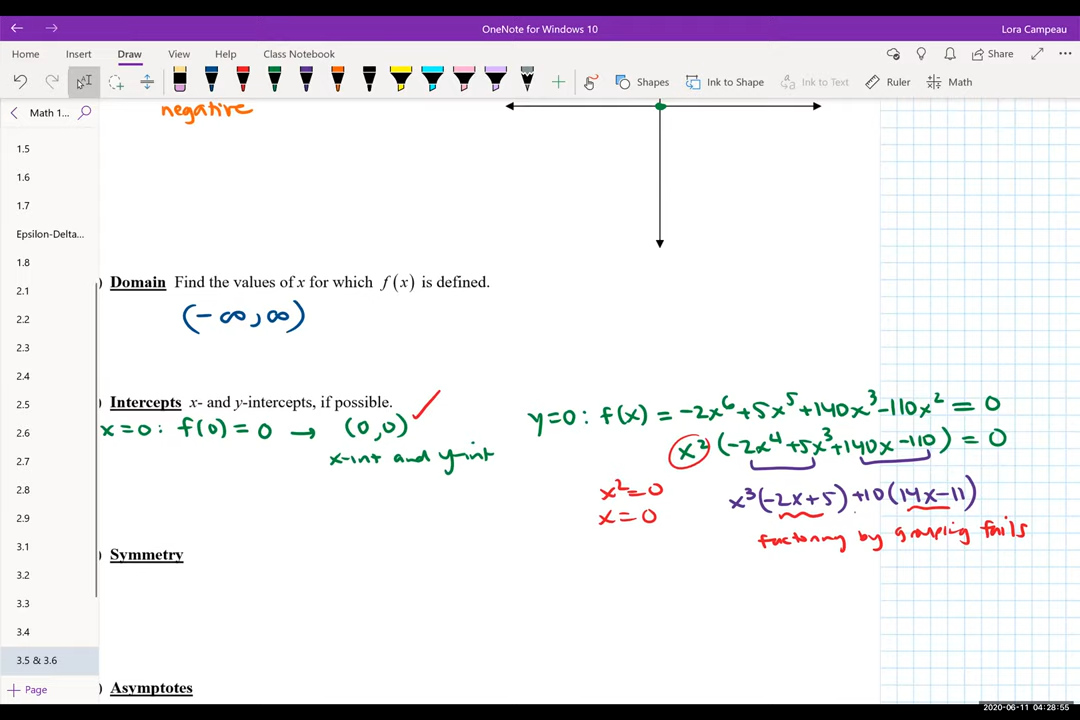 OneNote for Windows 10
Lora Campeau
Home Insert Draw View Help Class Notebook
Share
Shapes Ink to Shape Ink to Text Ruler Math
Math 1...
1.5
1.6
1.7
Epsilon-Delta...
1.8
2.1
2.2
2.3
2.4
2.5
2.6
2.7
2.8
2.9
3.1
3.2
3.3
3.4
3.5 & 3.6
Page
negative
) Domain Find the values of x for which f(x) is defined.
(-∞,∞)
) Intercepts x- and y-intercepts, if possible.
x=0: f(0)=0 → (0,0)
x-int and y-int
y=0: f(x) = -2x⁶+5x⁵+140x³-110x² = 0
x²(-2x⁴+5x³+140x-110) = 0
x²=0
x=0
x³(-2x+5)+10(14x-11)
factoring by grouping fails
) Symmetry
) Asymptotes
2020-06-11 04:28:55